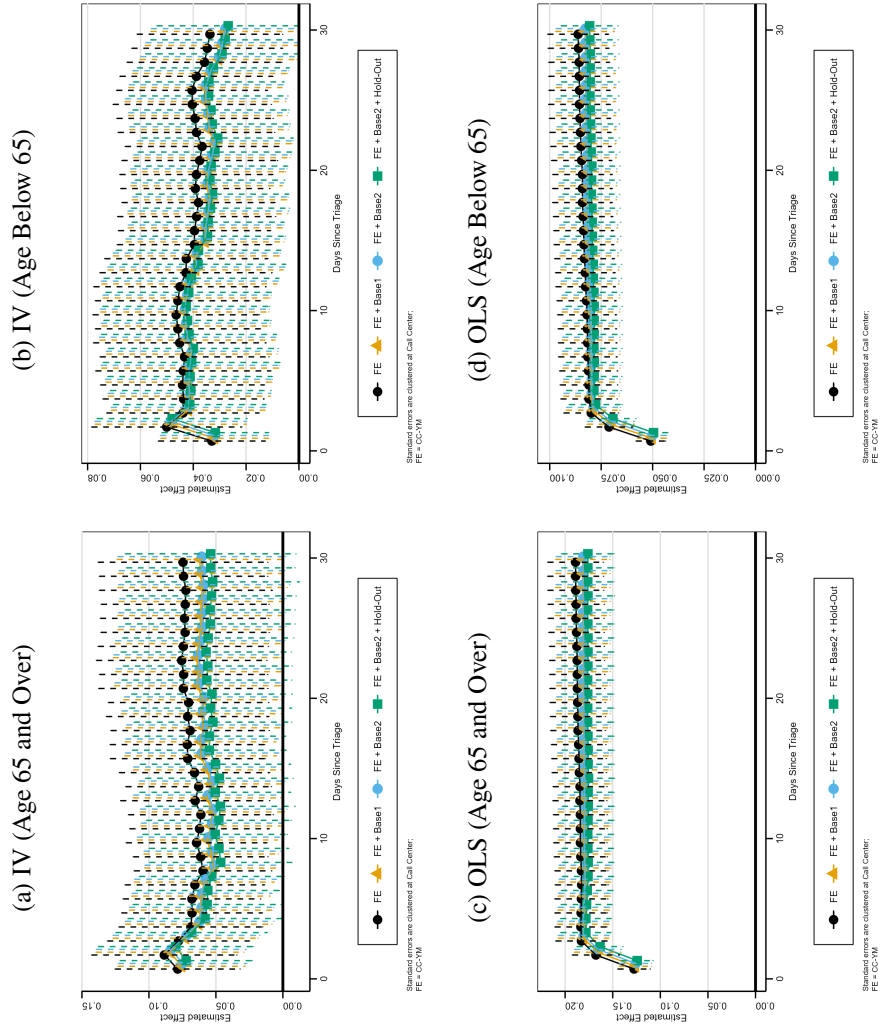 (a) IV (Age 65 and Over)
Estimated Effect
0.15
0.10
0.05
0.00
0
10
20
30
Days Since Triage
FE
FE + Base1
FE + Base2
FE + Base2 + Hold-Out
Standard errors are clustered at Call Center;
FE = CC-YM
(b) IV (Age Below 65)
Estimated Effect
0.08
0.06
0.04
0.02
0.00
0
10
20
30
Days Since Triage
FE
FE + Base1
FE + Base2
FE + Base2 + Hold-Out
Standard errors are clustered at Call Center;
FE = CC-YM
(c) OLS (Age 65 and Over)
Estimated Effect
0.20
0.15
0.10
0.05
0.00
0
10
20
30
Days Since Triage
FE
FE + Base1
FE + Base2
FE + Base2 + Hold-Out
Standard errors are clustered at Call Center;
FE = CC-YM
(d) OLS (Age Below 65)
Estimated Effect
0.100
0.075
0.050
0.025
0.000
0
10
20
30
Days Since Triage
FE
FE + Base1
FE + Base2
FE + Base2 + Hold-Out
Standard errors are clustered at Call Center;
FE = CC-YM